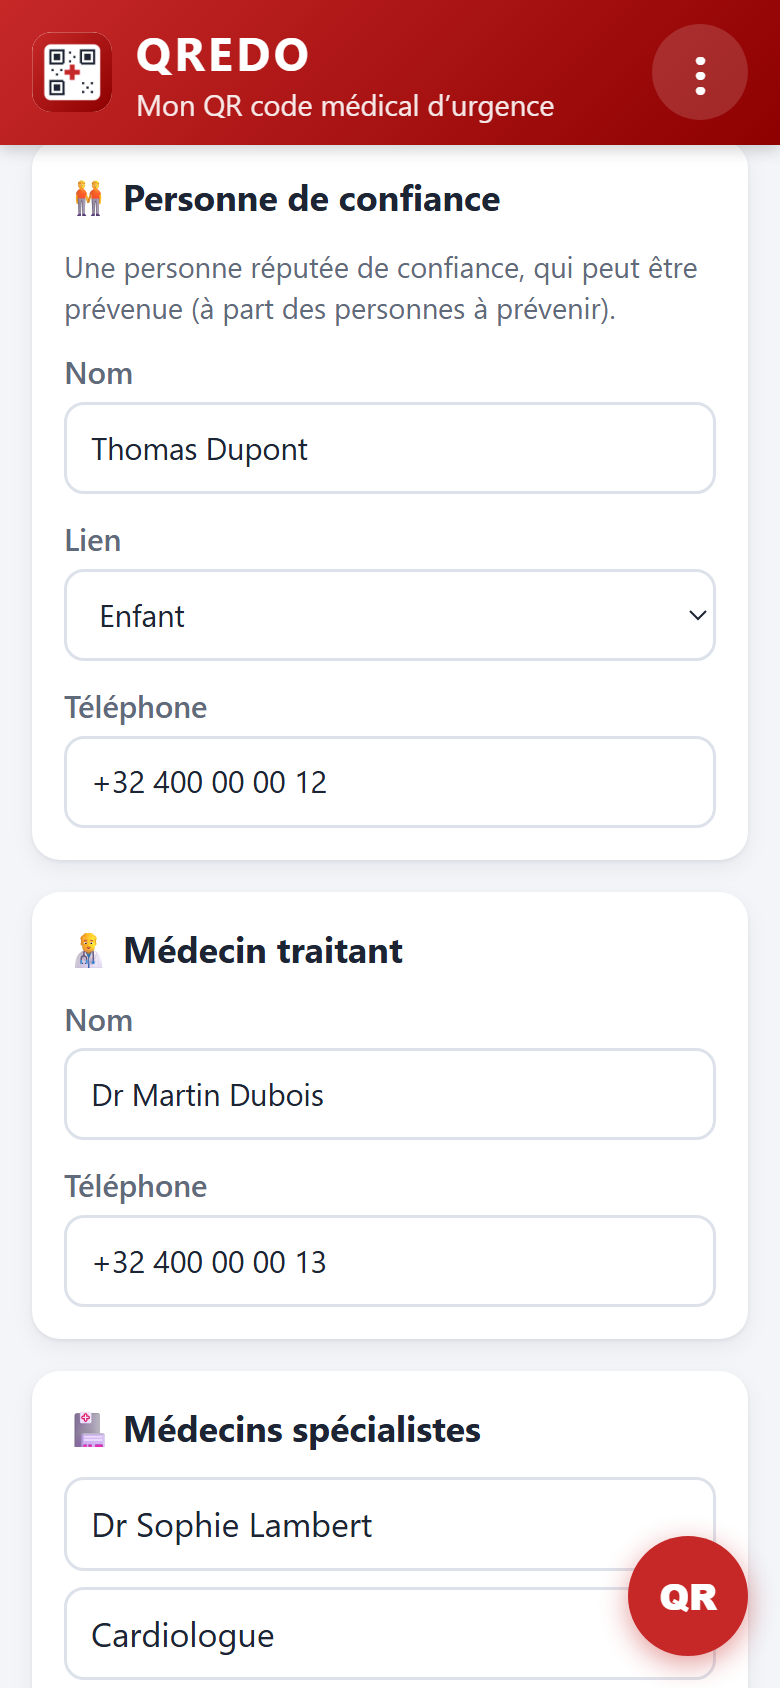 QREDO
Mon QR code médical d’urgence
Personne de confiance
Une personne réputée de confiance, qui peut être
prévenue (à part des personnes à prévenir).
Nom
Thomas Dupont
Lien
Enfant
Téléphone
+32 400 00 00 12
Médecin traitant
Nom
Dr Martin Dubois
Téléphone
+32 400 00 00 13
Médecins spécialistes
Dr Sophie Lambert
QR
Cardiologue